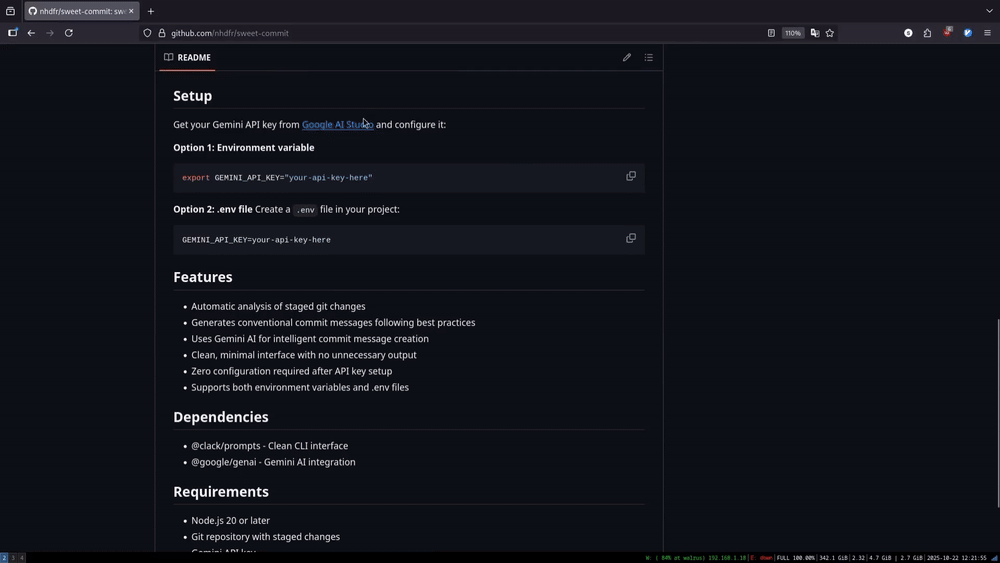 nhdfr/sweet-commit: sw
github.com/nhdfr/sweet-commit
110%
README
Setup
Get your Gemini API key from Google AI Studio and configure it:
Option 1: Environment variable
export GEMINI_API_KEY="your-api-key-here"
Option 2: .env file Create a .env file in your project:
GEMINI_API_KEY=your-api-key-here
Features
• Automatic analysis of staged git changes
• Generates conventional commit messages following best practices
• Uses Gemini AI for intelligent commit message creation
• Clean, minimal interface with no unnecessary output
• Zero configuration required after API key setup
• Supports both environment variables and .env files
Dependencies
• @clack/prompts - Clean CLI interface
• @google/genai - Gemini AI integration
Requirements
• Node.js 20 or later
• Git repository with staged changes
Gemini API key
2 3 4
W: ( 84% at walrus) 192.168.1.18| E: down| FULL 100.00%| 342.1 GiB| 2.32| 4.7 GiB | 2.7 GiB| 2025-10-22 12:21:55